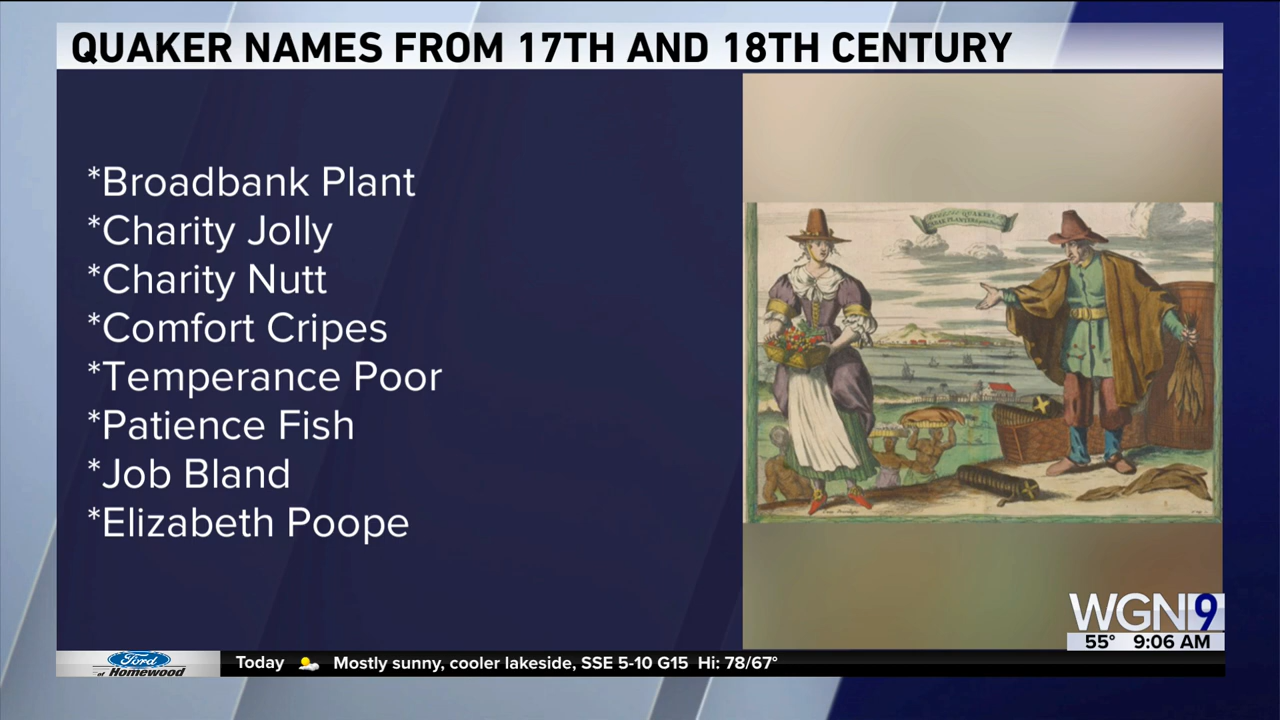 QUAKER NAMES FROM 17TH AND 18TH CENTURY
*Broadbank Plant
*Charity Jolly
*Charity Nutt
*Comfort Cripes
*Temperance Poor
*Patience Fish
*Job Bland
*Elizabeth Poope
WGN9
55° 9:06 AM
Ford
of Homewood
Today Mostly sunny, cooler lakeside, SSE 5-10 G15 Hi: 78/67°